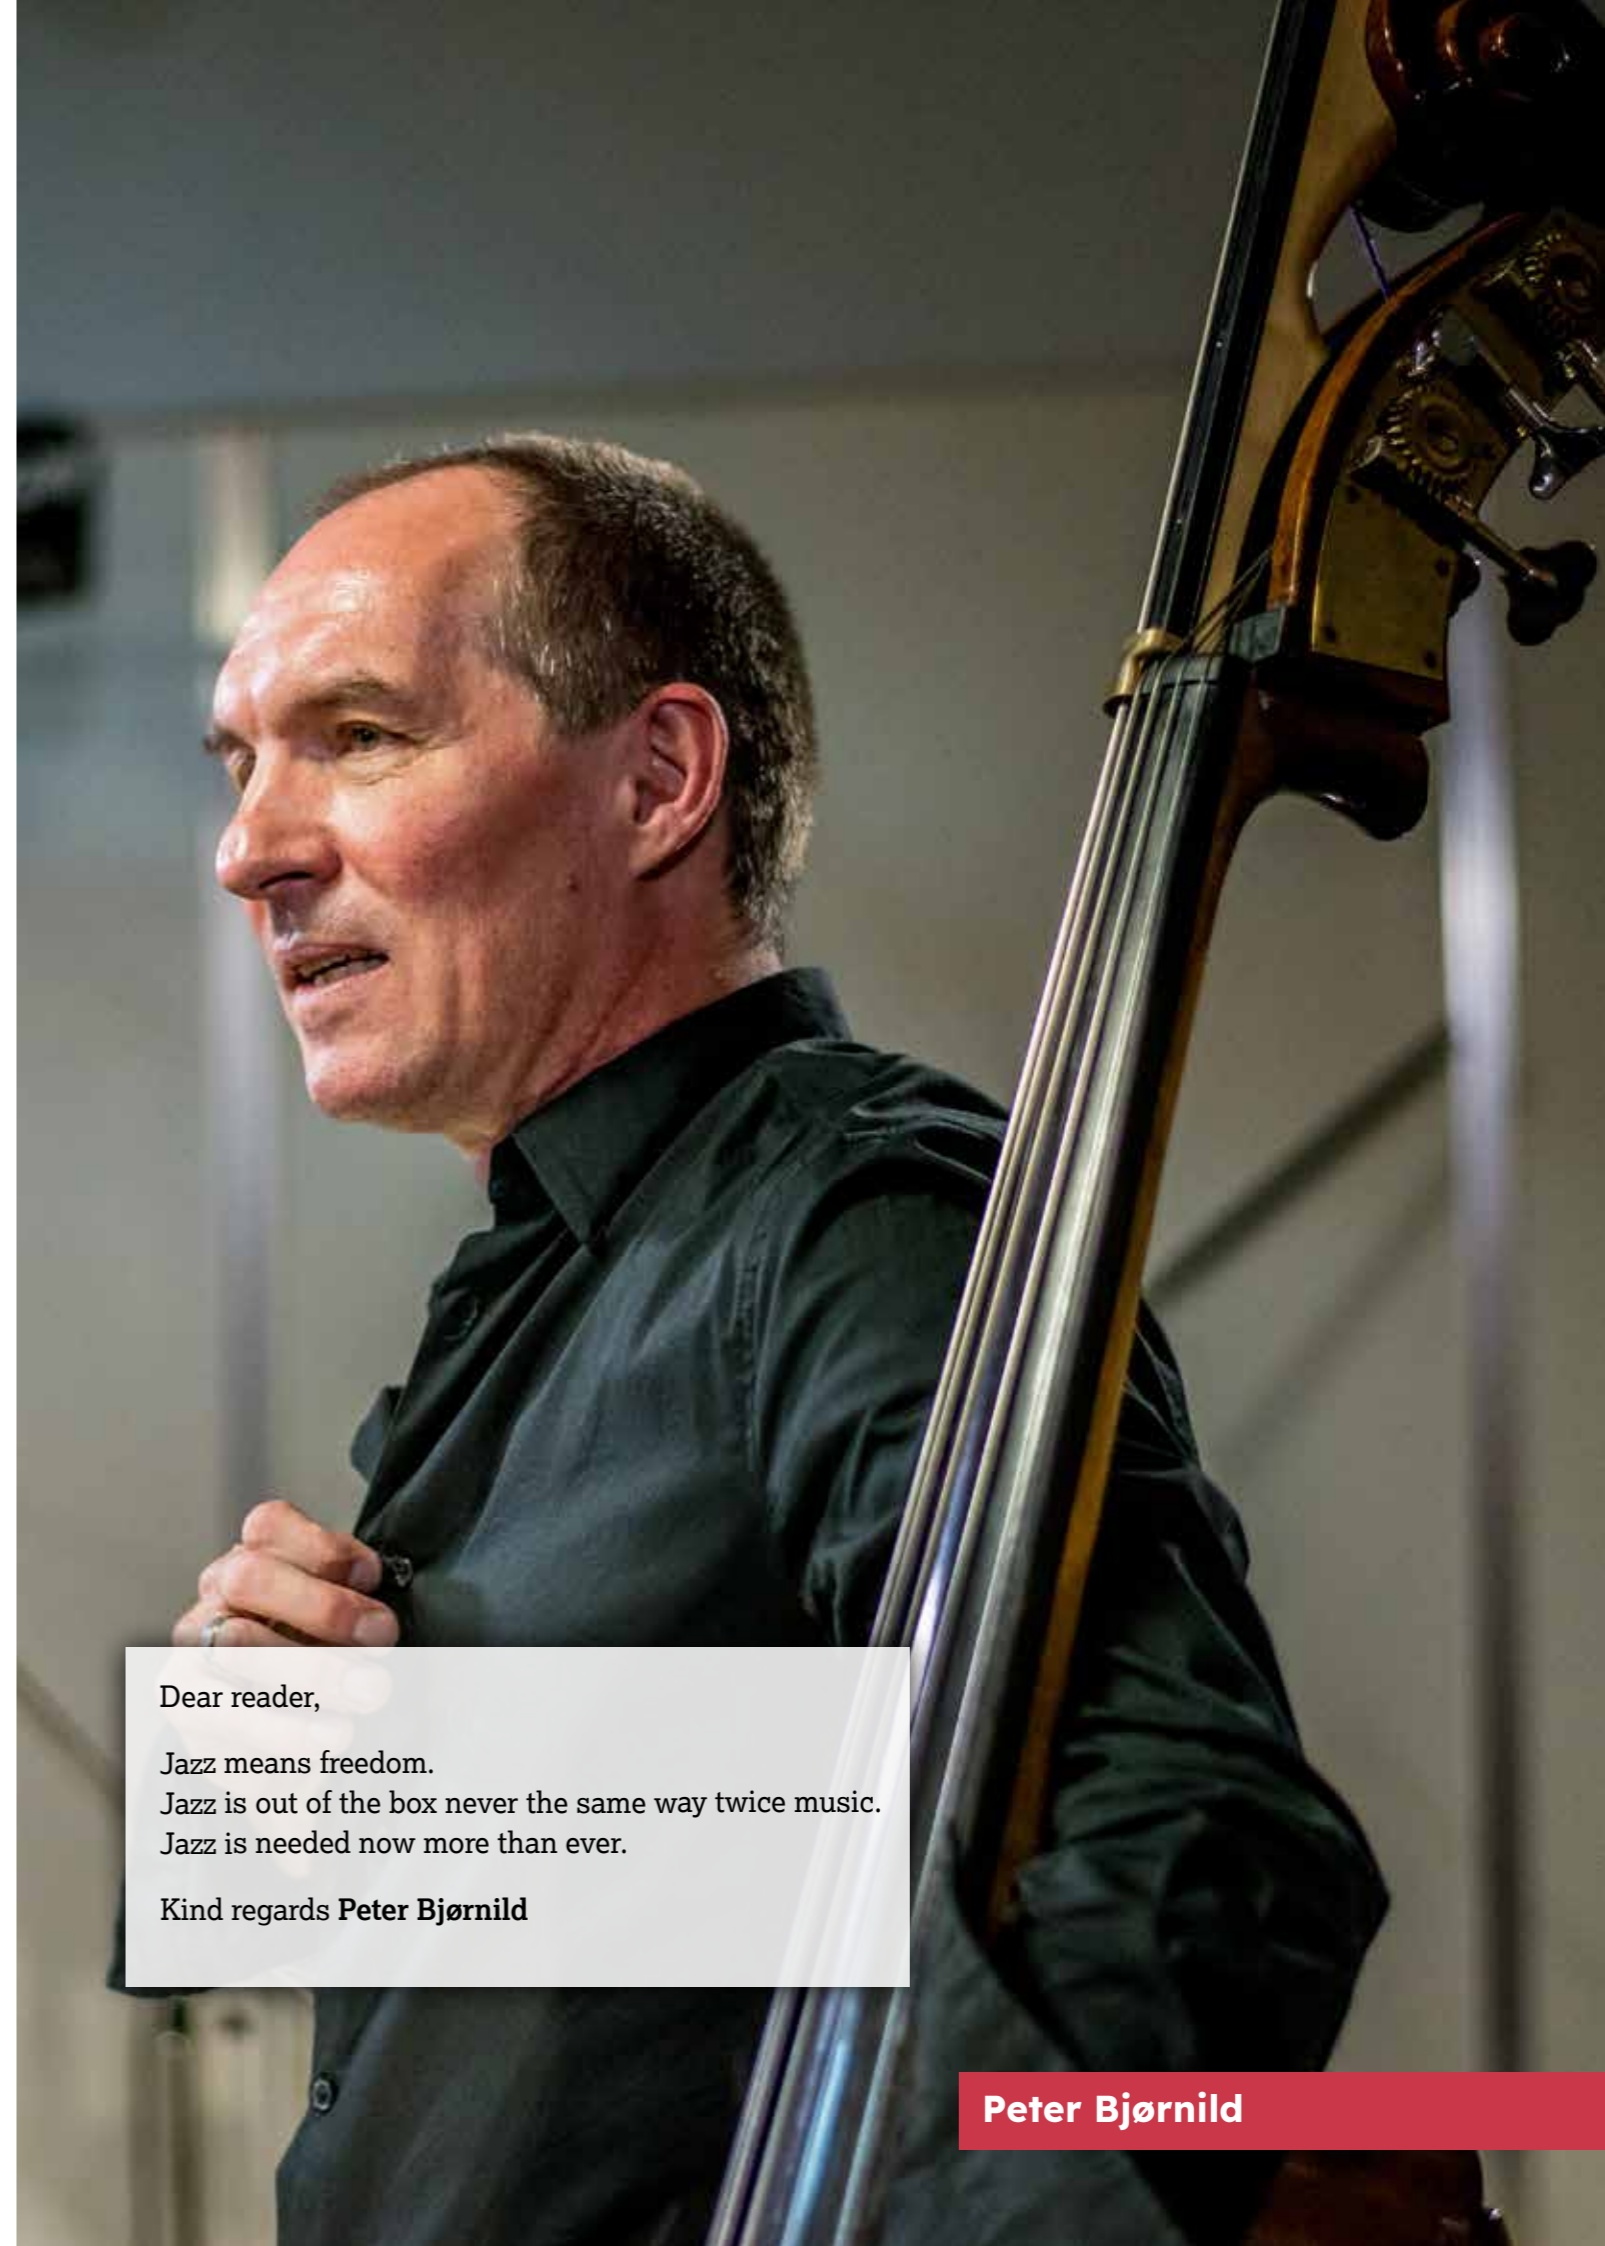 Dear reader,
Jazz means freedom.
Jazz is out of the box never the same way twice music.
Jazz is needed now more than ever.
Kind regards Peter Bjørnild
Peter Bjørnild